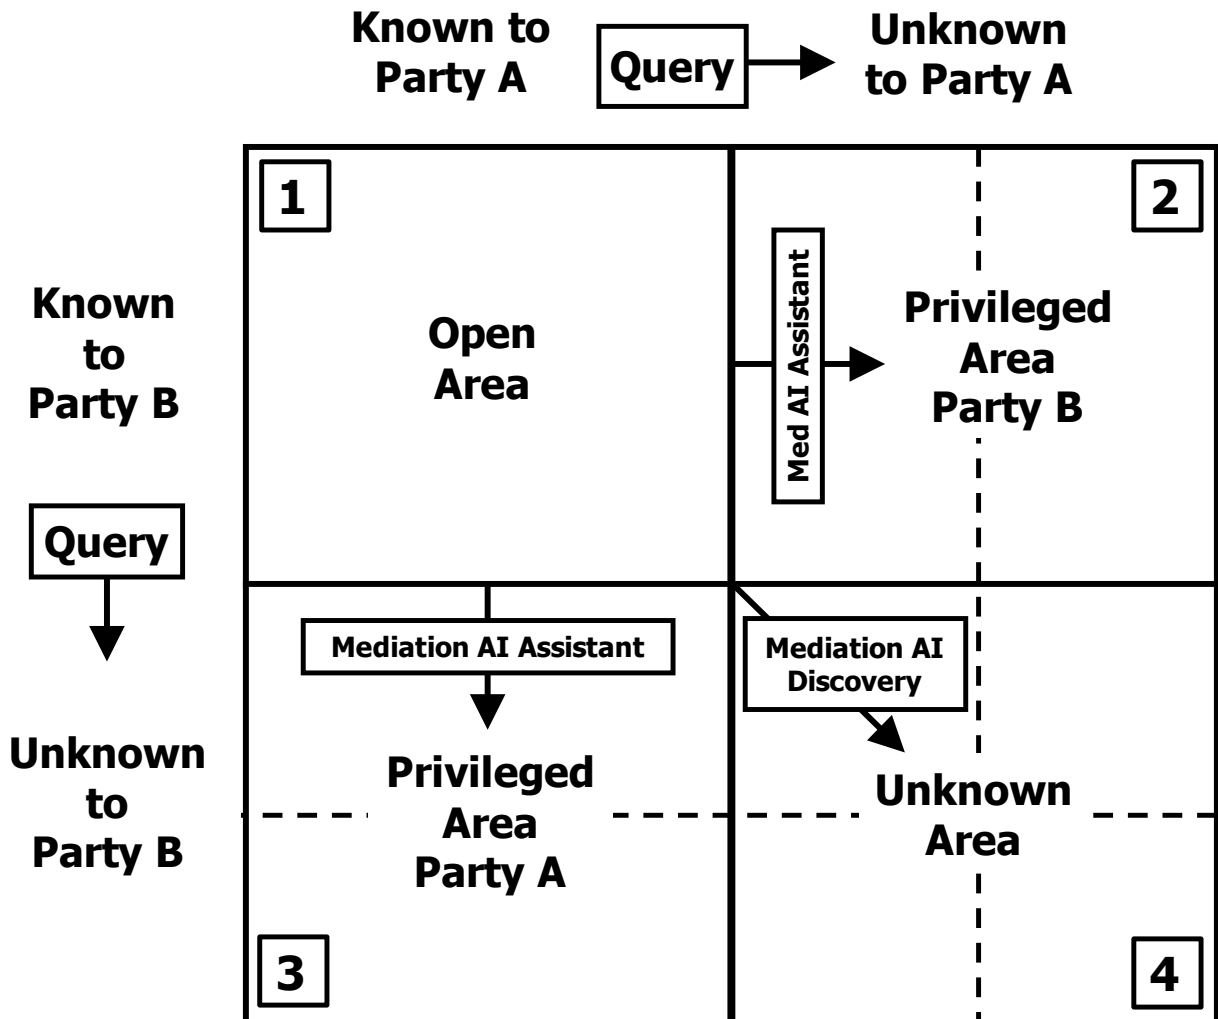 Known to
Party A
Query
Unknown
to Party A
1
2
Known
to
Party B
Open
Area
Med AI Assistant
Privileged
Area
Party B
Query
Mediation AI Assistant
Mediation AI
Discovery
Unknown
to
Party B
Privileged
Area
Party A
Unknown
Area
3
4